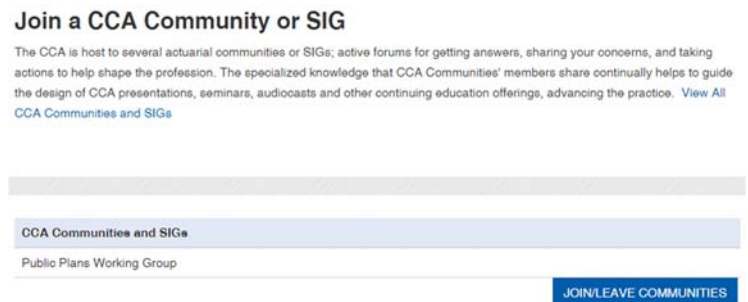 Join a CCA Community or SIG
The CCA is host to several actuarial communities or SIGs; active forums for getting answers, sharing your concerns, and taking
actions to help shape the profession. The specialized knowledge that CCA Communities' members share continually helps to guide
the design of CCA presentations, seminars, audiocasts and other continuing education offerings, advancing the practice. View All
CCA Communities and SIGs
CCA Communities and SIGs
Public Plans Working Group
JOIN/LEAVE COMMUNITIES